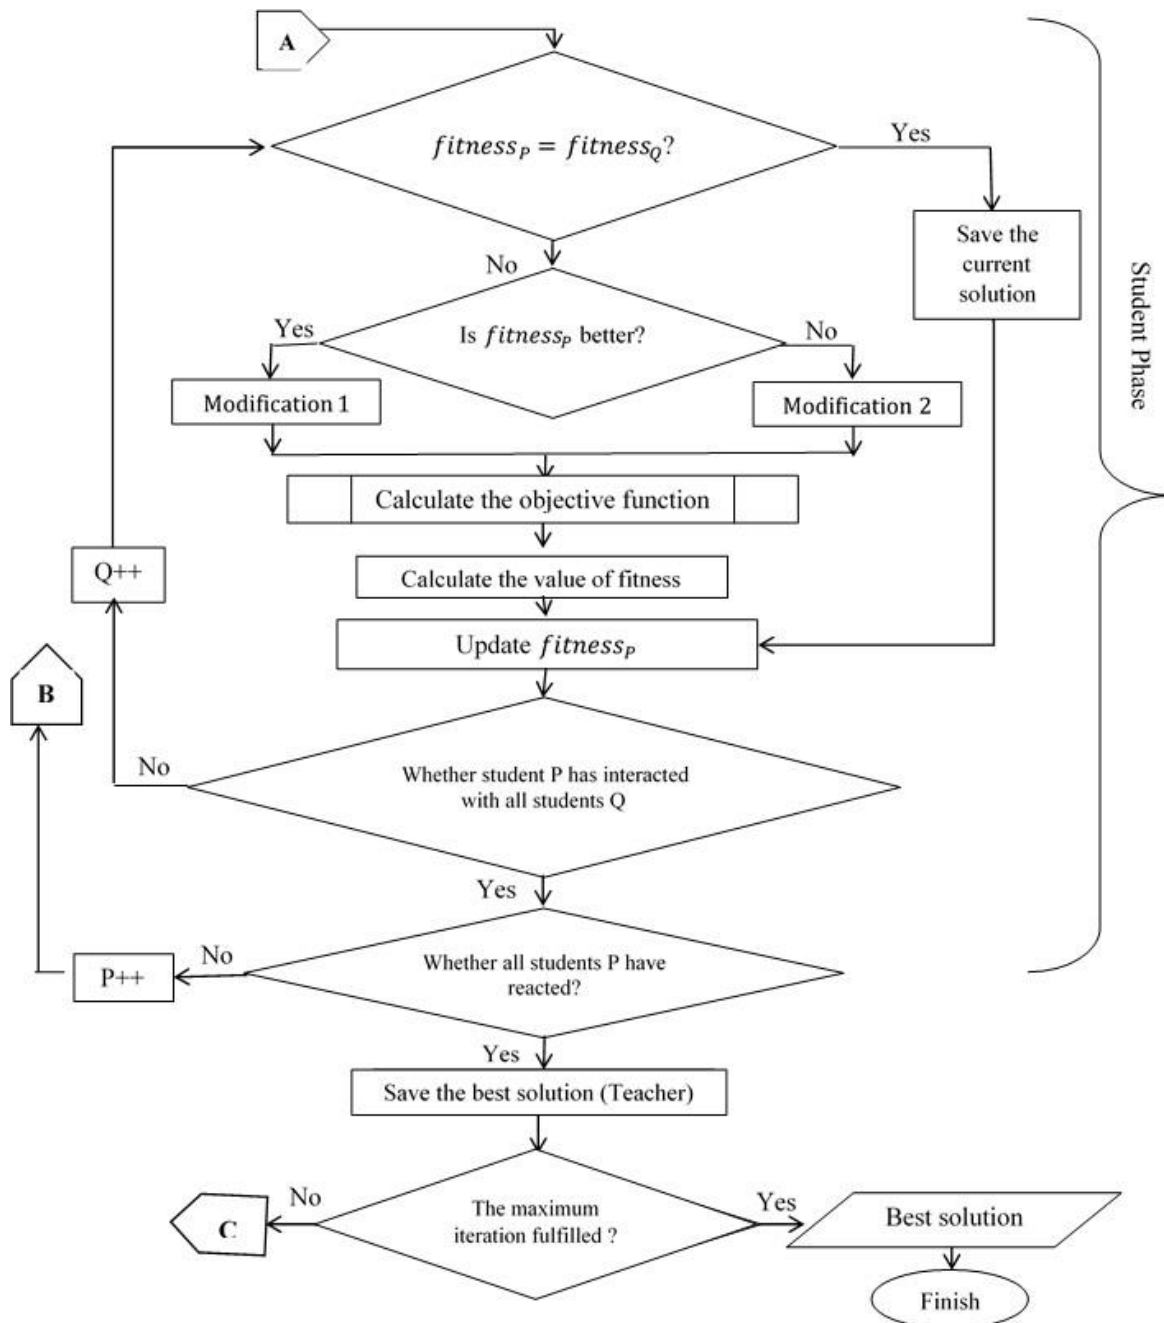 A
fitness_P = fitness_Q?
Yes
Save the
current
solution
No
Student Phase
Yes
Is fitness_P better?
No
Modification 1
Modification 2
Calculate the objective function
Q++
Calculate the value of fitness
Update fitness_P
B
No
Whether student P has interacted
with all students Q
Yes
No
Whether all students P have
reacted?
P++
Yes
Save the best solution (Teacher)
No
The maximum
iteration fulfilled ?
Yes
Best solution
C
Finish